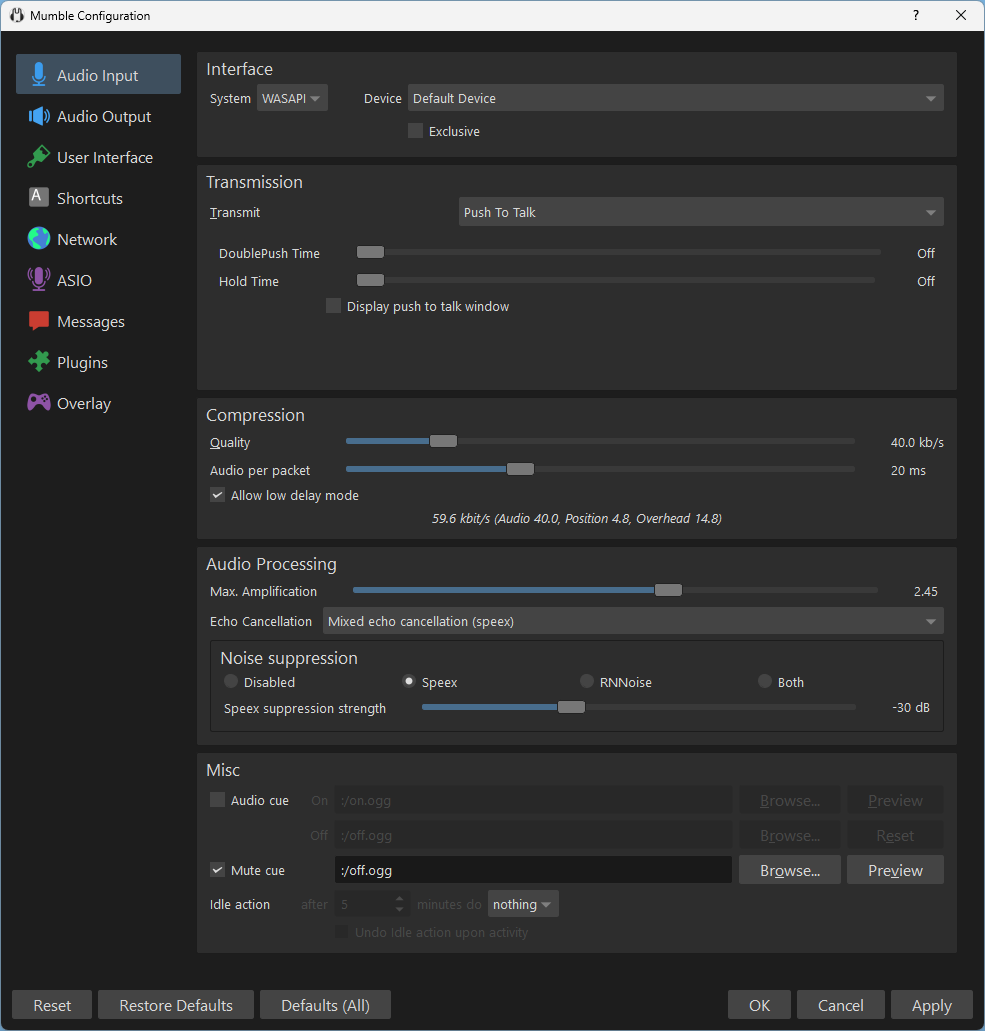 Mumble Configuration ?
Audio Input
Audio Output
User Interface
A Shortcuts
Network
ASIO
Messages
Plugins
Overlay
Interface
System WASAPI Device Default Device
Exclusive
Transmission
Transmit Push To Talk
DoublePush Time Off
Hold Time Off
Display push to talk window
Compression
Quality 40.0 kb/s
Audio per packet 20 ms
Allow low delay mode
59.6 kbit/s (Audio 40.0, Position 4.8, Overhead 14.8)
Audio Processing
Max. Amplification 2.45
Echo Cancellation Mixed echo cancellation (speex)
Noise suppression
Disabled Speex RNNoise Both
Speex suppression strength -30 dB
Misc
Audio cue On :/on.ogg Browse... Preview
Off :/off.ogg Browse... Reset
Mute cue :/off.ogg Browse... Preview
Idle action after 5 minutes do nothing
Undo Idle action upon activity
Reset Restore Defaults Defaults (All) OK Cancel Apply